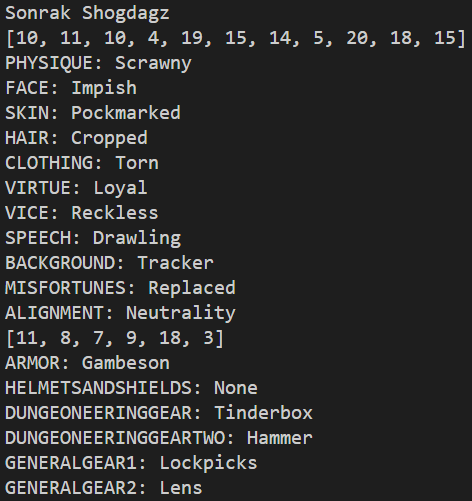 Sonrak Shogdagz
[10, 11, 10, 4, 19, 15, 14, 5, 20, 18, 15]
PHYSIQUE: Scrawny
FACE: Impish
SKIN: Pockmarked
HAIR: Cropped
CLOTHING: Torn
VIRTUE: Loyal
VICE: Reckless
SPEECH: Drawling
BACKGROUND: Tracker
MISFORTUNES: Replaced
ALIGNMENT: Neutrality
[11, 8, 7, 9, 18, 3]
ARMOR: Gambeson
HELMETSANDSHIELDS: None
DUNGEONEERINGGEAR: Tinderbox
DUNGEONEERINGGEARTWO: Hammer
GENERALGEAR1: Lockpicks
GENERALGEAR2: Lens